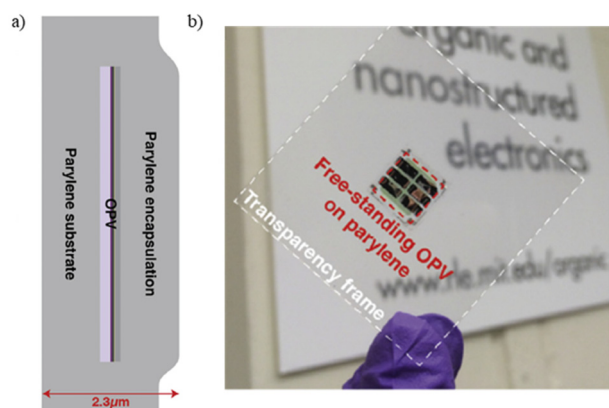 a)
Parylene substrate
OPV
Parylene encapsulation
2.3μm
b)
organic and
nanostructured
electronics
Free-standing OPV
on parylene
Transparency frame
www.rle.mit.edu/organic